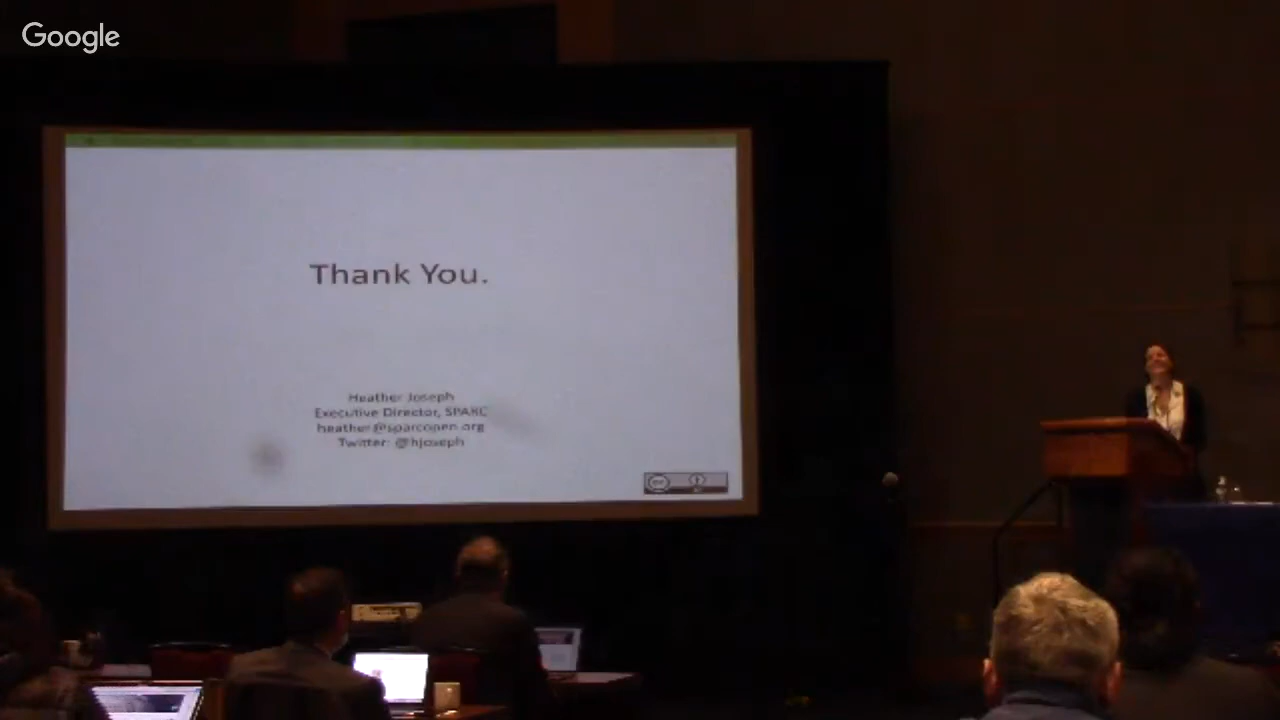 Google
Thank You.
Heather Joseph
Executive Director, SPARC
heather@sparcopen.org
Twitter: @hjoseph